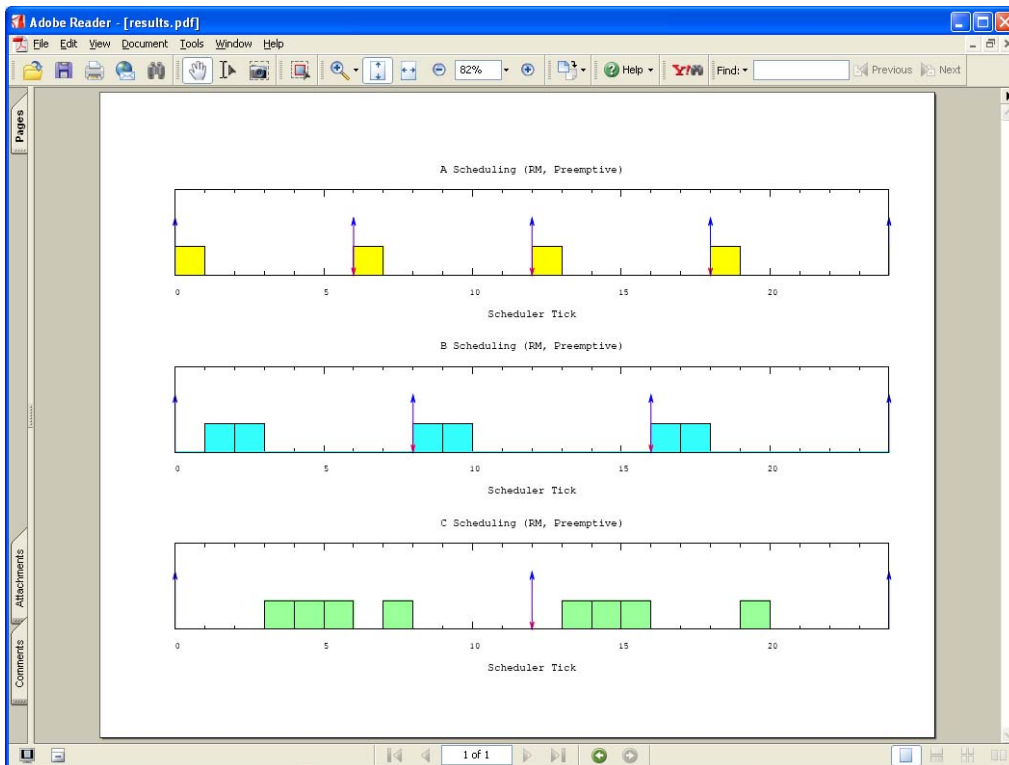 Adobe Reader - [results.pdf]
File Edit View Document Tools Window Help
82% Help Y! Find: Previous Next
Pages
A Scheduling (RM, Preemptive)
0 5 10 15 20
Scheduler Tick
B Scheduling (RM, Preemptive)
0 5 10 15 20
Scheduler Tick
C Scheduling (RM, Preemptive)
0 5 10 15 20
Scheduler Tick
Attachments
Comments
1 of 1